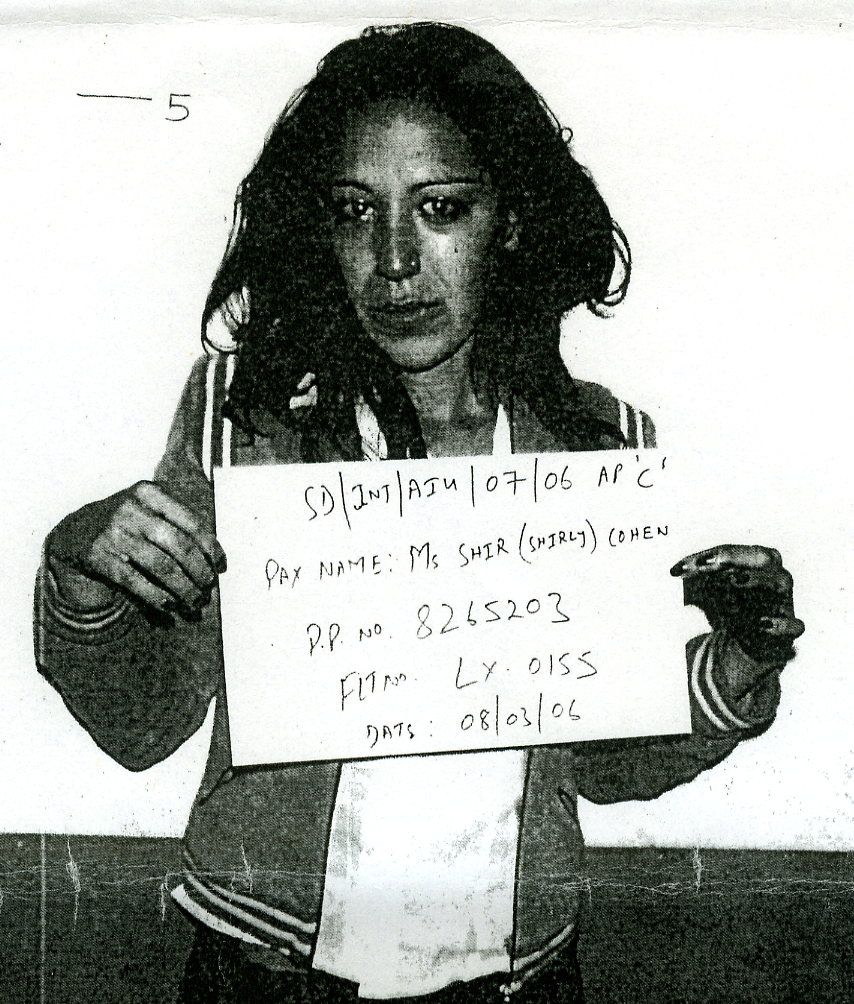 5
SD/INT/AIU/07/06 AP 'C'
PAX NAME: Ms SHIR (SHIRLY) COHEN
P.P. NO. 8265203
FLT NO. LX. 0155
DATE: 08/03/06